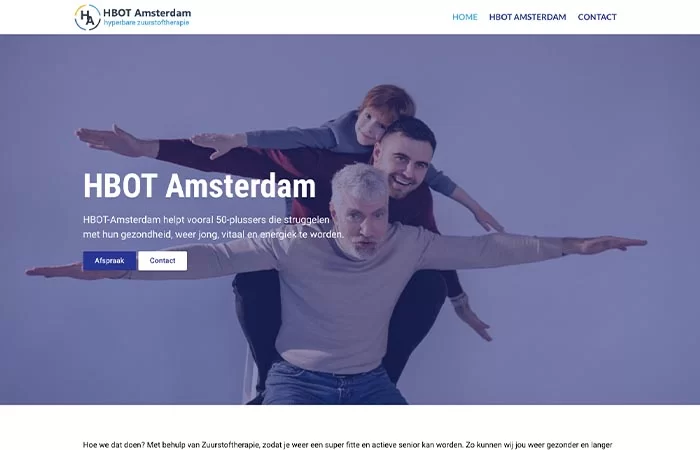 HBOT Amsterdam
hyperbare zuurstoftherapie
HOME HBOT AMSTERDAM CONTACT
HBOT Amsterdam
HBOT-Amsterdam helpt vooral 50-plussers die struggelen
met hun gezondheid, weer jong, vitaal en energiek te worden.
Afspraak Contact
Hoe we dat doen? Met behulp van Zuurstoftherapie, zodat je weer een super fitte en actieve senior kan worden. Zo kunnen wij jou weer gezonder en langer